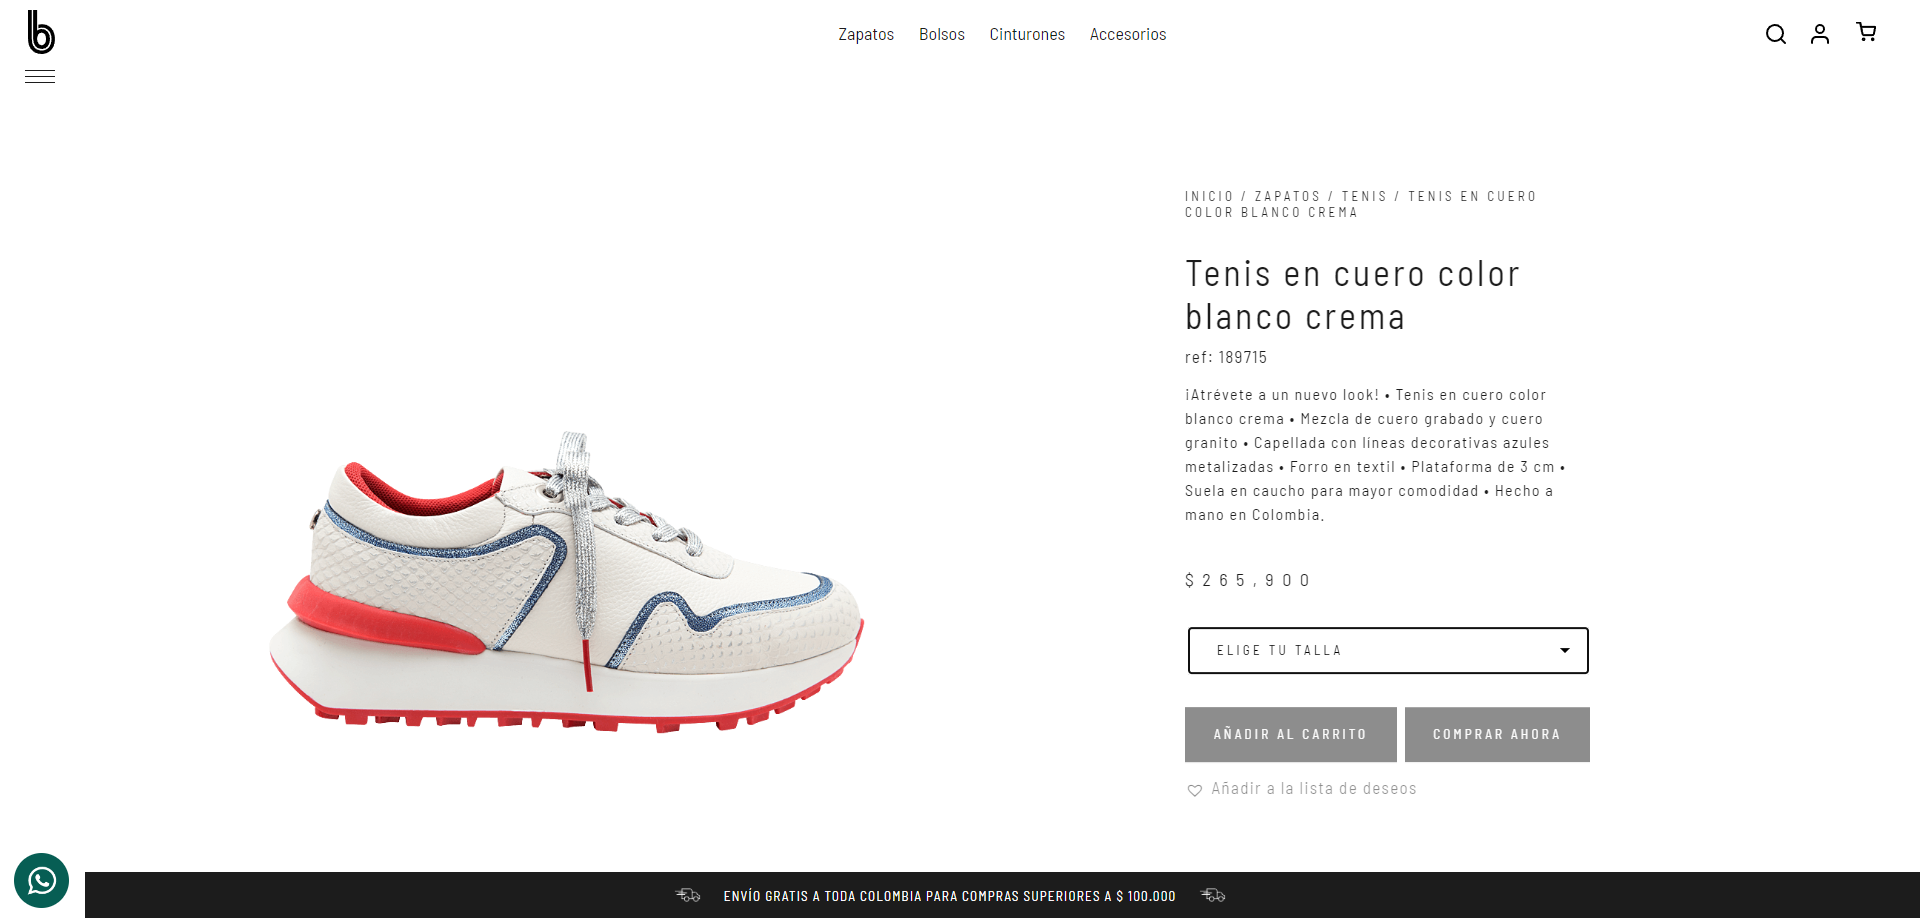 b
Zapatos Bolsos Cinturones Accesorios
INICIO / ZAPATOS / TENIS / TENIS EN CUERO
COLOR BLANCO CREMA
Tenis en cuero color
blanco crema
ref: 189715
¡Atrévete a un nuevo look! • Tenis en cuero color
blanco crema • Mezcla de cuero grabado y cuero
granito • Capellada con líneas decorativas azules
metalizadas • Forro en textil • Plataforma de 3 cm •
Suela en caucho para mayor comodidad • Hecho a
mano en Colombia.
$265,900
ELIGE TU TALLA
AÑADIR AL CARRITO COMPRAR AHORA
Añadir a la lista de deseos
ENVÍO GRATIS A TODA COLOMBIA PARA COMPRAS SUPERIORES A $ 100.000